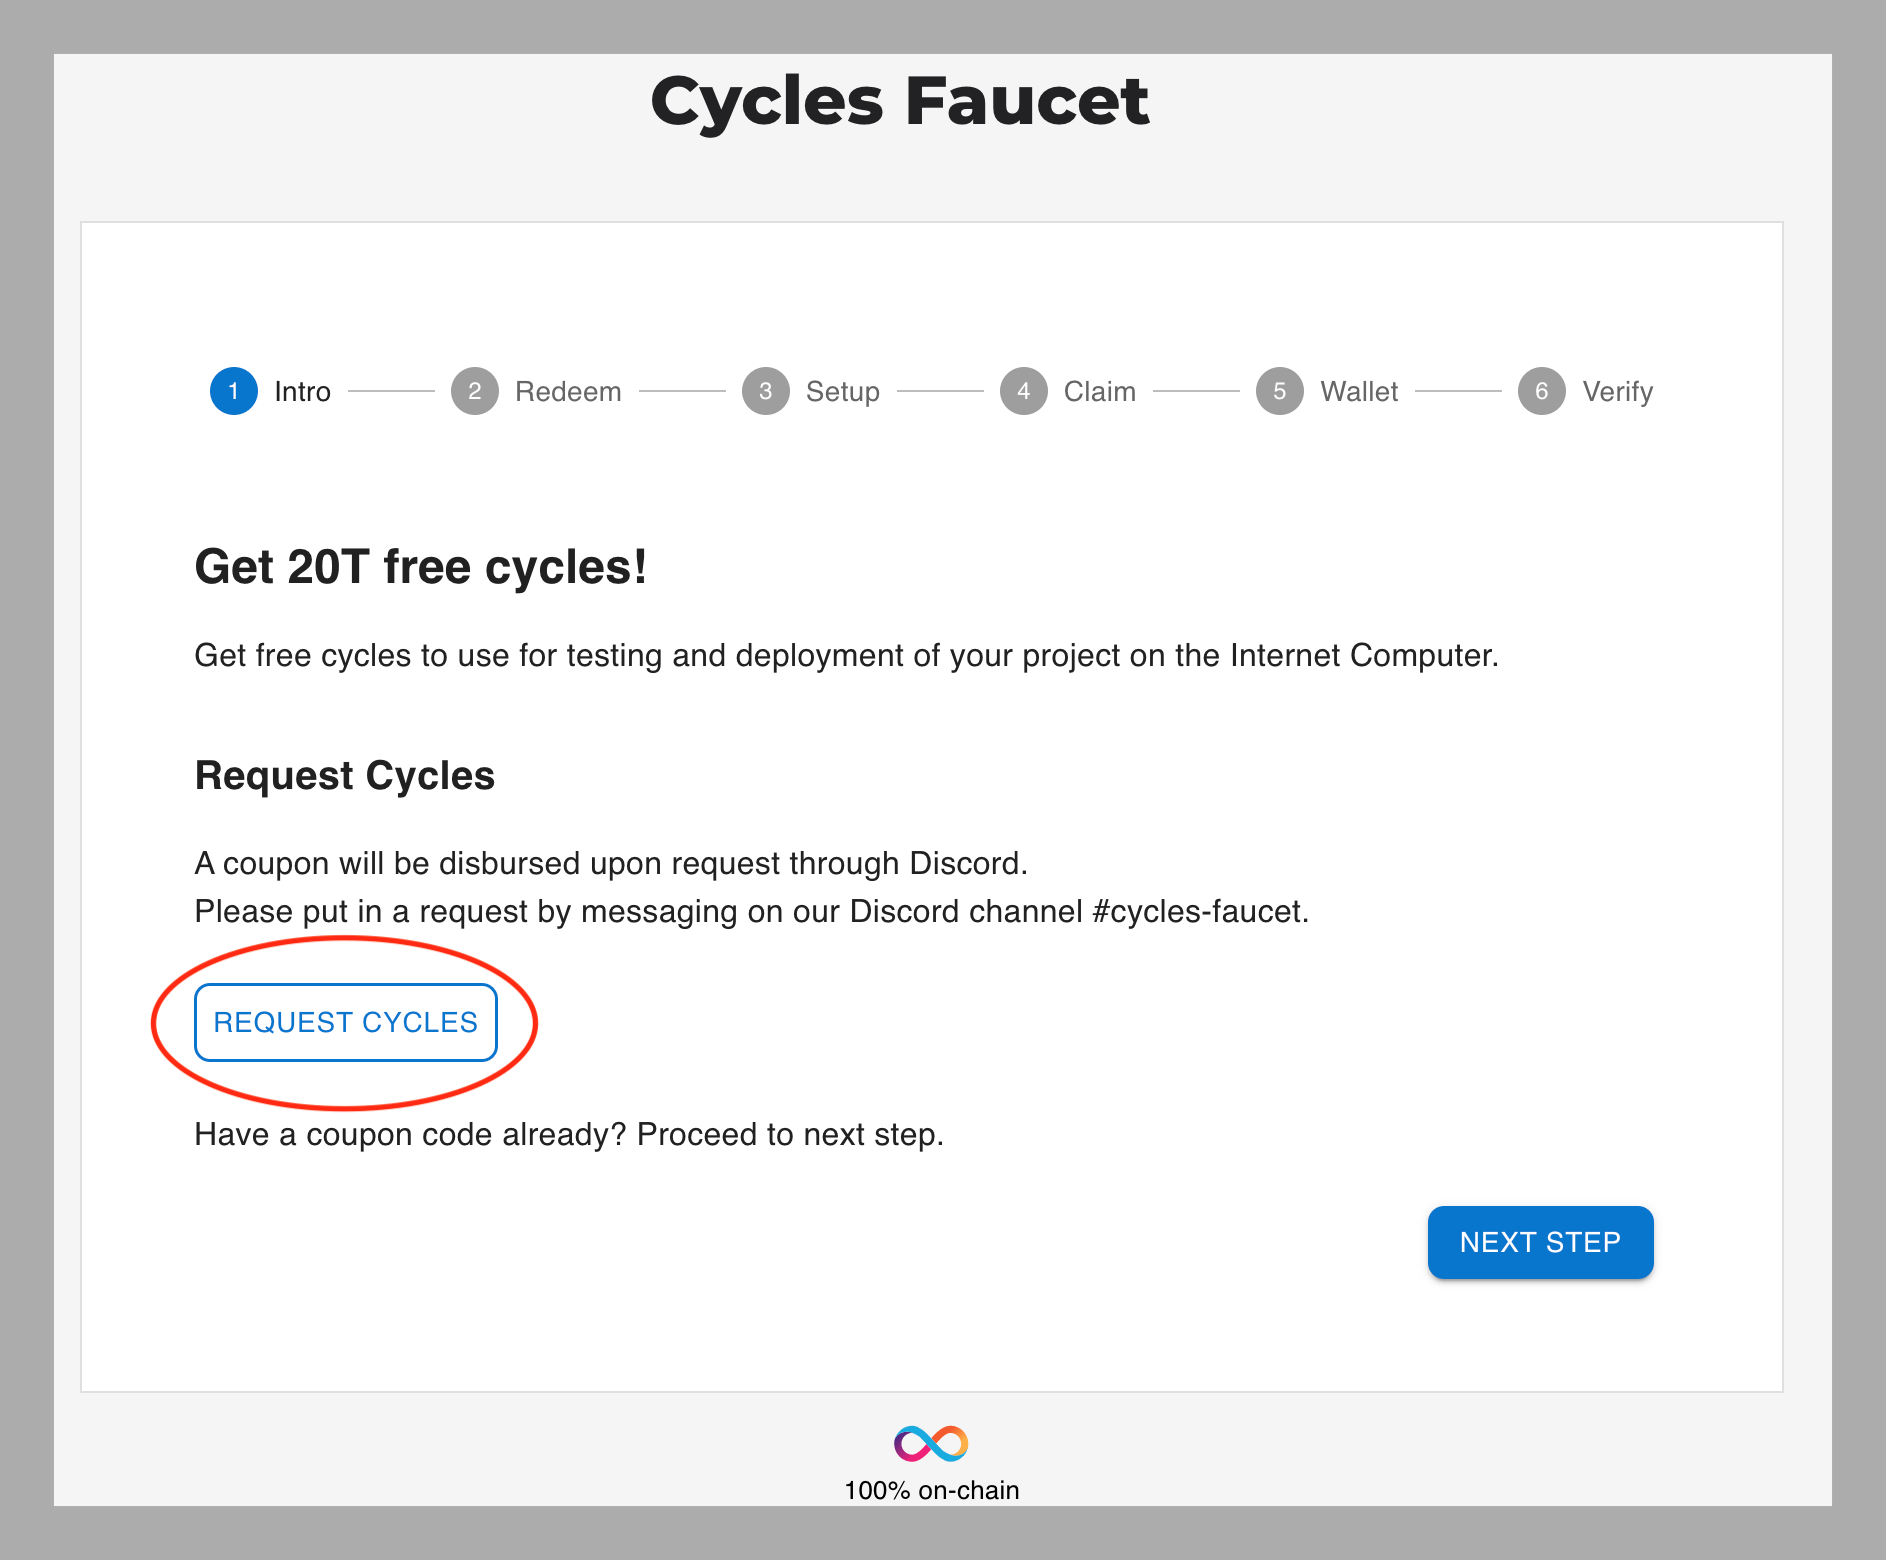 Cycles Faucet
1 Intro 2 Redeem 3 Setup 4 Claim 5 Wallet 6 Verify
Get 20T free cycles!
Get free cycles to use for testing and deployment of your project on the Internet Computer.
Request Cycles
A coupon will be disbursed upon request through Discord.
Please put in a request by messaging on our Discord channel #cycles-faucet.
REQUEST CYCLES
Have a coupon code already? Proceed to next step.
NEXT STEP
100% on-chain